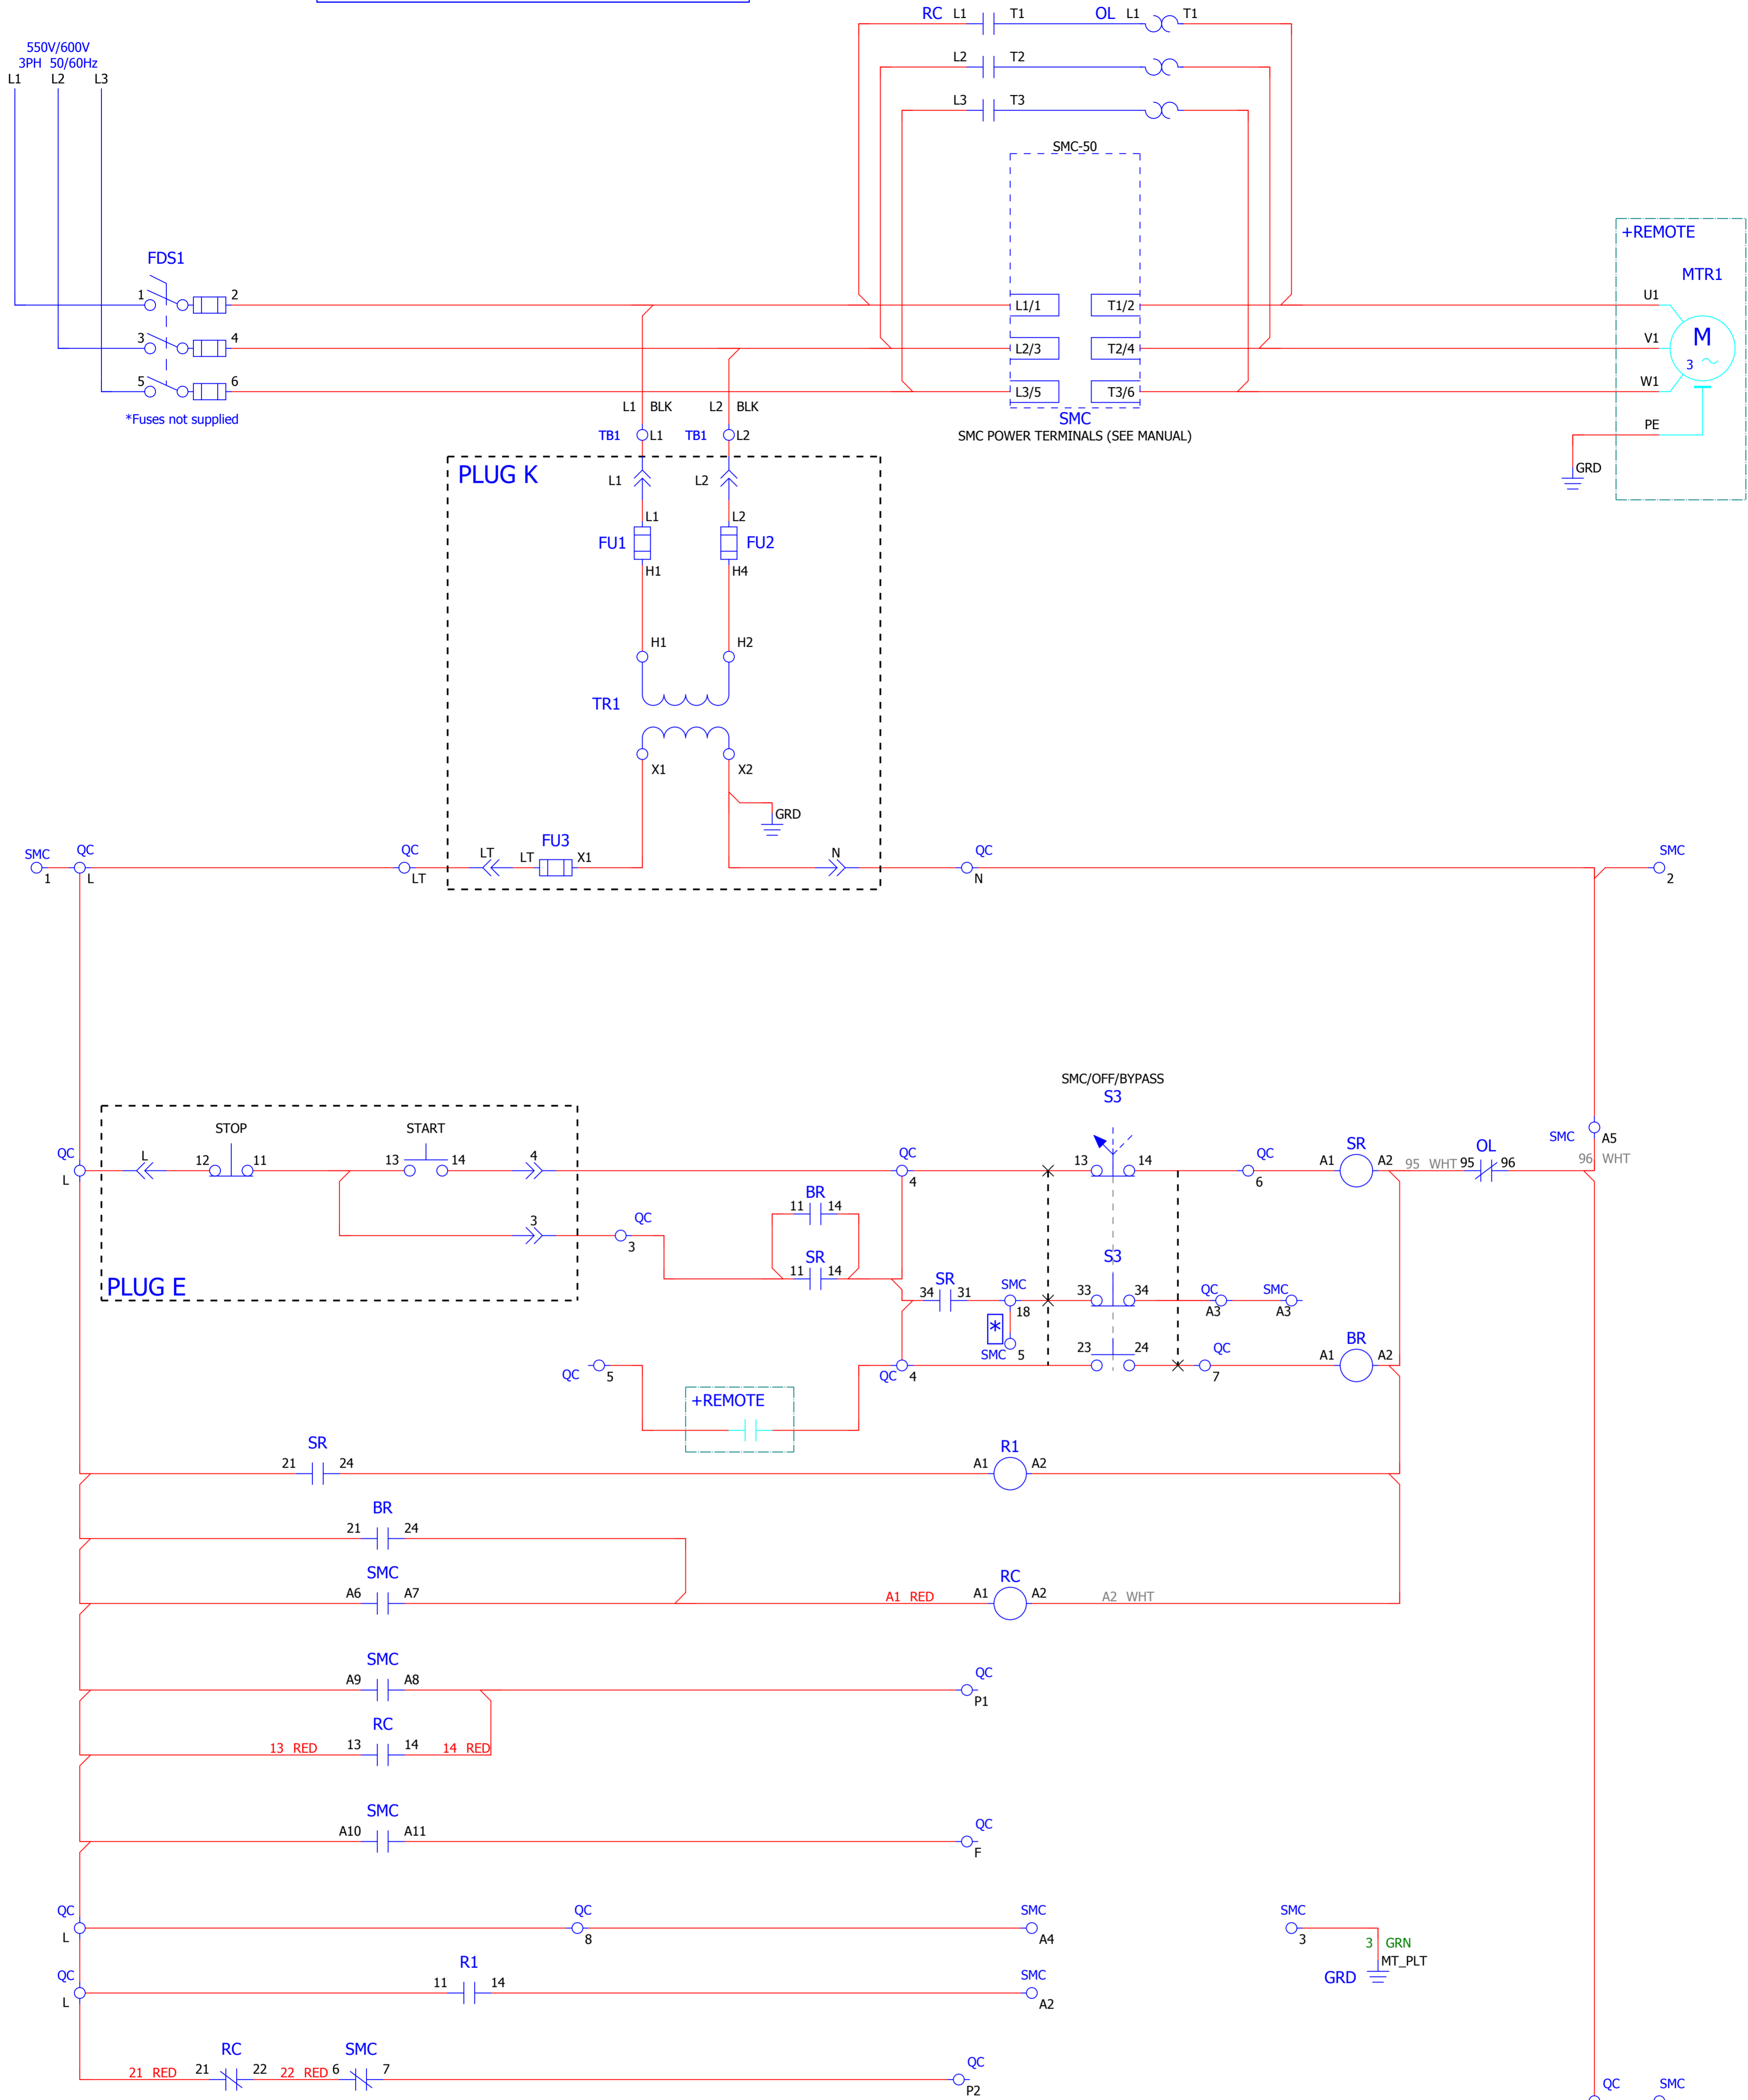 RC L1 T1 OL L1 T1
L2 T2
L3 T3
550V/600V
3PH 50/60Hz
L1 L2 L3
SMC-50
FDS1
1 2
3 4
5 6
*Fuses not supplied
L1/1 T1/2
L2/3 T2/4
L3/5 T3/6
SMC
SMC POWER TERMINALS (SEE MANUAL)
+REMOTE
MTR1
U1
V1
W1
PE
M
3
GRD
L1 BLK L2 BLK
TB1 L1 TB1 L2
PLUG K
L1 L2
L1 L2
FU1 FU2
H1 H4
H1 H2
TR1
X1 X2
GRD
SMC 1
QC L
QC LT
LT
LT FU3 X1
N
QC N
SMC 2
SMC/OFF/BYPASS
S3
STOP START
QC L
L 12 11 13 14 4
3
PLUG E
QC 3
QC 4
13 14
QC 6
SR
A1 A2
95 WHT 95 OL 96
96 WHT
SMC A5
BR
11 14
SR
11 14
SR
34 31
SMC 18
*
SMC 5
S3
33 34
QC A3
SMC A3
23 24
QC 7
BR
A1 A2
QC 5
QC 4
+REMOTE
SR
21 24
R1
A1 A2
BR
21 24
SMC
A6 A7
A1 RED
RC
A1 A2
A2 WHT
SMC
A9 A8
QC P1
RC
13 RED 13 14 14 RED
SMC
A10 A11
QC F
QC L
QC 8
SMC A4
SMC 3
3 GRN
MT_PLT
GRD
QC L
R1
11 14
SMC A2
RC SMC
21 RED 21 22 22 RED 6 7
QC P2
QC SMC